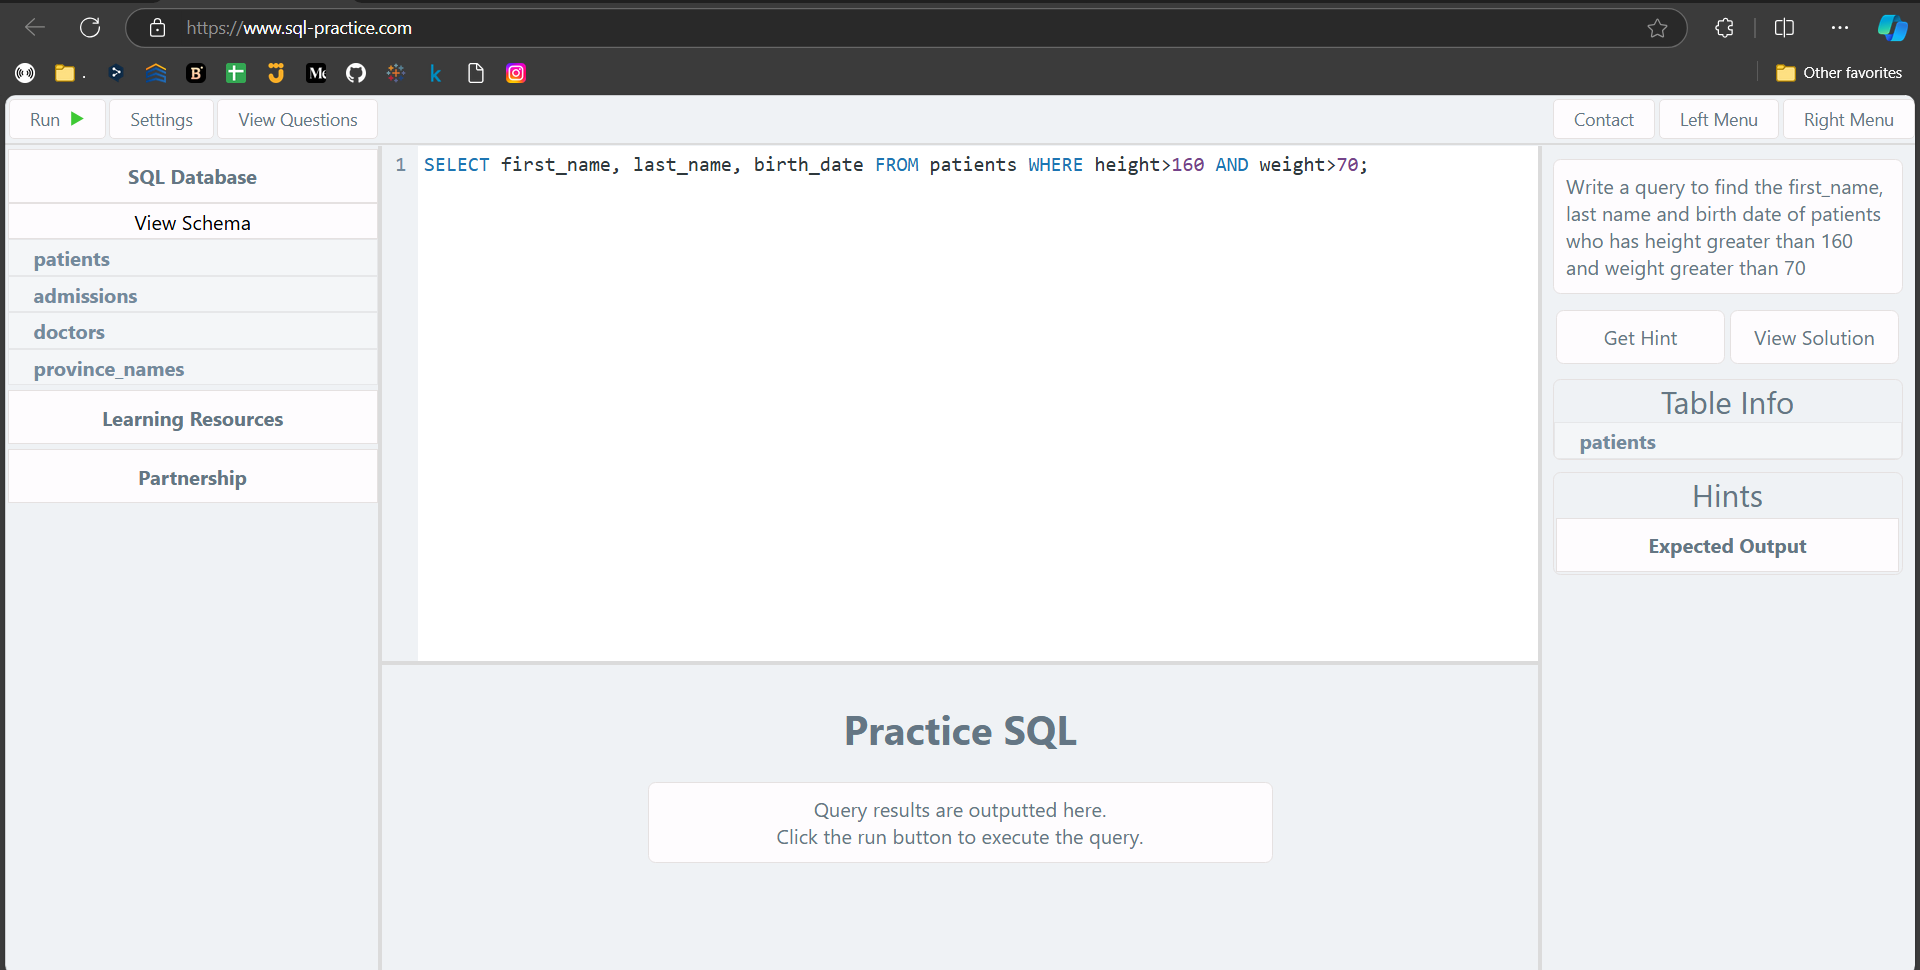 https://www.sql-practice.com
.
B
M
k
Other favorites
Run
Settings
View Questions
Contact
Left Menu
Right Menu
SQL Database
View Schema
patients
admissions
doctors
province_names
Learning Resources
Partnership
1 SELECT first_name, last_name, birth_date FROM patients WHERE height>160 AND weight>70;
Write a query to find the first_name,
last name and birth date of patients
who has height greater than 160
and weight greater than 70
Get Hint
View Solution
Table Info
patients
Hints
Expected Output
Practice SQL
Query results are outputted here.
Click the run button to execute the query.